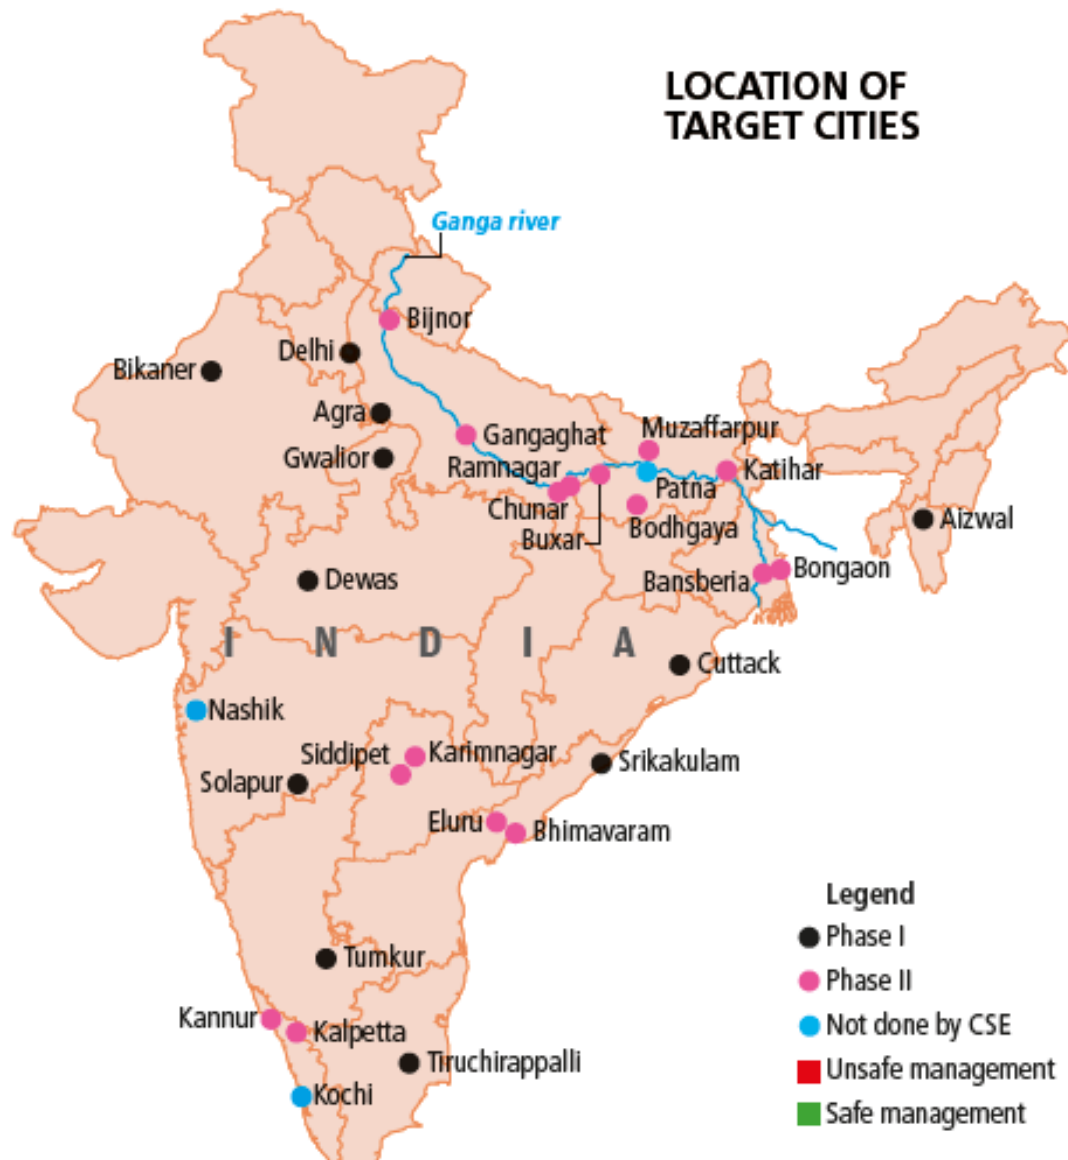 LOCATION OF
TARGET CITIES
Ganga river
Bijnor
Delhi
Bikaner
Agra
Gangaghat
Muzaffarpur
Gwalior
Ramnagar
Katihar
Patna
Chunar
Aizwal
Bodhgaya
Buxar
Bongaon
Dewas
Bansberia
I N D I A
Cuttack
Nashik
Siddipet
Karimnagar
Srikakulam
Solapur
Eluru
Bhimavaram
Legend
Phase I
Tumkur
Phase II
Kannur
Kalpetta
Not done by CSE
Tiruchirappalli
Unsafe management
Kochi
Safe management